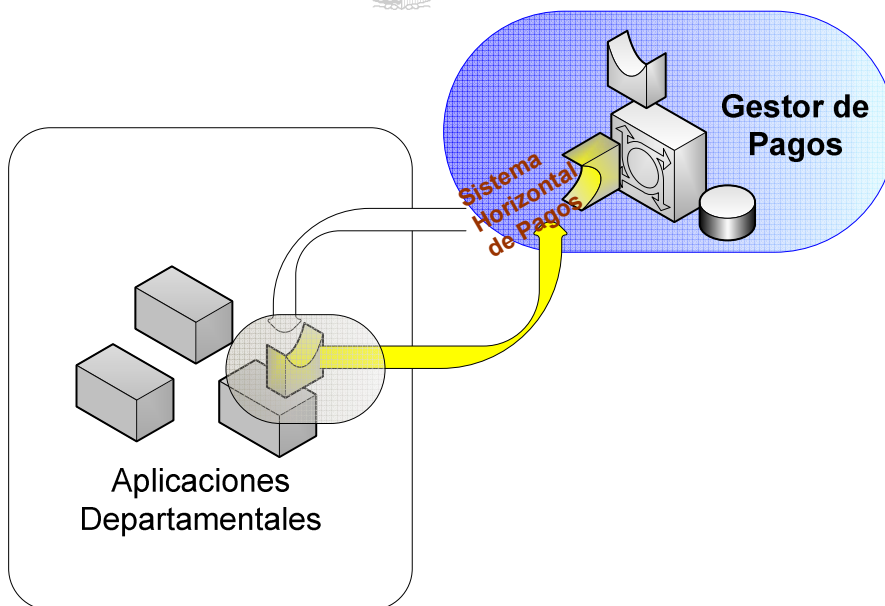 Gestor de
Pagos
Sistema
Horizontal
de Pagos
Aplicaciones
Departamentales